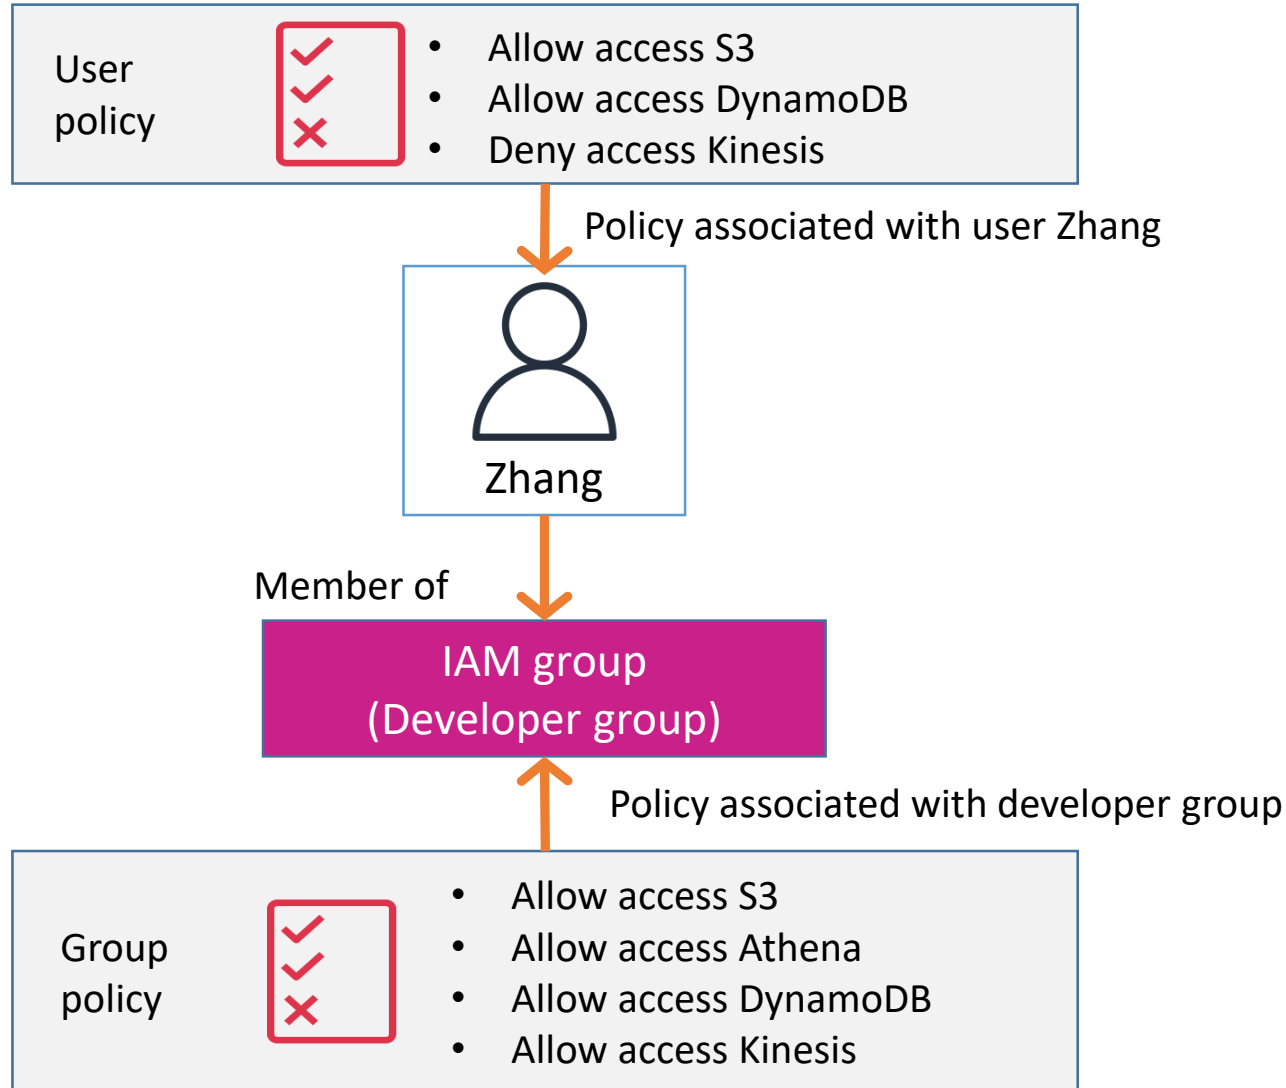 User
policy
• Allow access S3
• Allow access DynamoDB
• Deny access Kinesis
Policy associated with user Zhang
Zhang
Member of
IAM group
(Developer group)
Policy associated with developer group
Group
policy
• Allow access S3
• Allow access Athena
• Allow access DynamoDB
• Allow access Kinesis